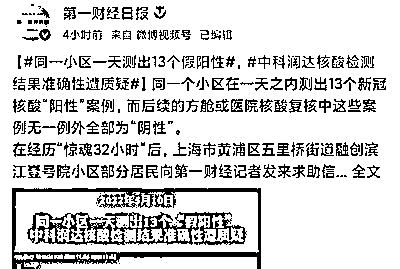 第一财经日报
4小时前 来自 微博视频号 已编辑
【#同一小区一天测出13个假阳性#，#中科润达核酸检测
结果准确性遭质疑#】同一个小区在一天之内测出13个新冠
核酸“阳性”案例，而后续的方舱或医院核酸复核中这些案
例无一例外全部为“阴性”。
在经历“惊魂32小时”后，上海市黄浦区五里桥街道融创滨
江壹号院小区部分居民向第一财经记者发来求助信... 全文
同一小区一天测出13个“假阳性”
中科润达核酸检测结果准确性遭质疑